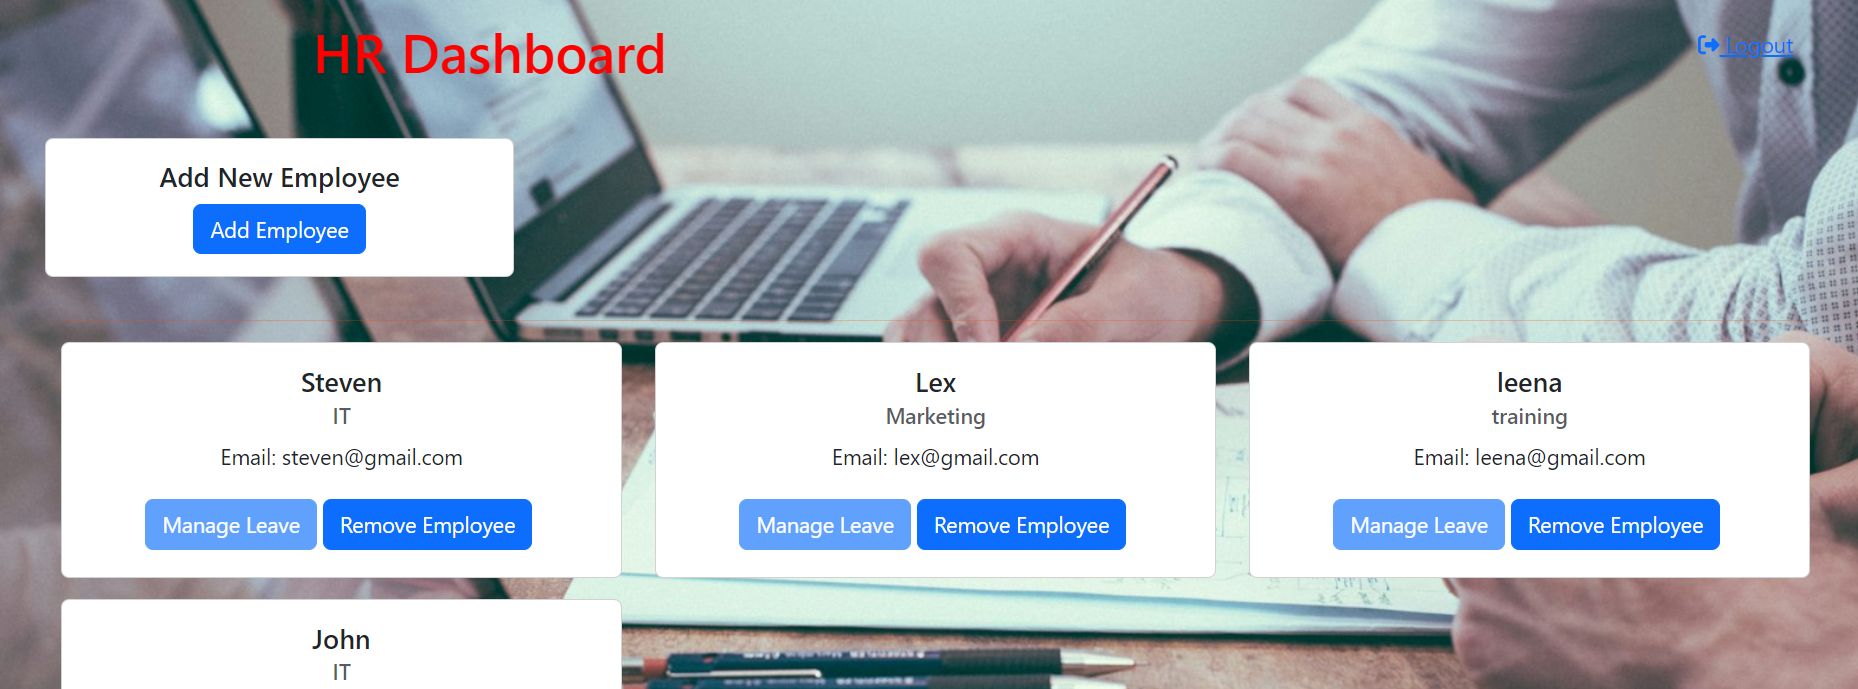 HR Dashboard
Logout
Add New Employee
Add Employee
Steven
IT
Email: steven@gmail.com
Manage Leave Remove Employee
Lex
Marketing
Email: lex@gmail.com
Manage Leave Remove Employee
leena
training
Email: leena@gmail.com
Manage Leave Remove Employee
John
IT